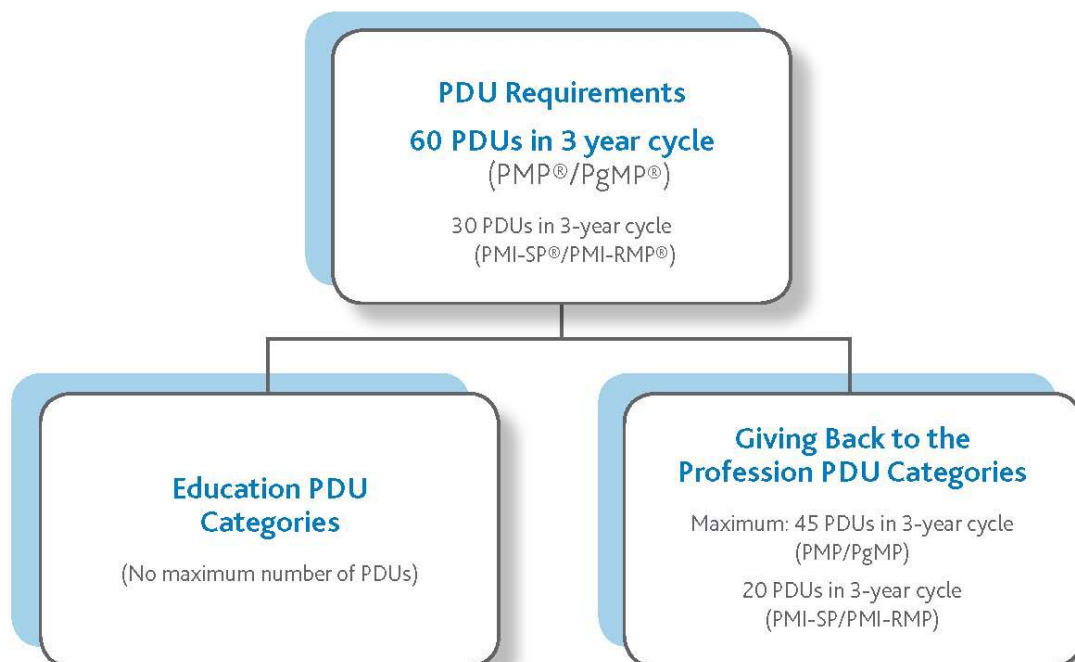 PDU Requirements
60 PDUs in 3 year cycle
(PMP®/PgMP®)
30 PDUs in 3-year cycle
(PMI-SP®/PMI-RMP®)
Education PDU
Categories
(No maximum number of PDUs)
Giving Back to the
Profession PDU Categories
Maximum: 45 PDUs in 3-year cycle
(PMP/PgMP)
20 PDUs in 3-year cycle
(PMI-SP/PMI-RMP)